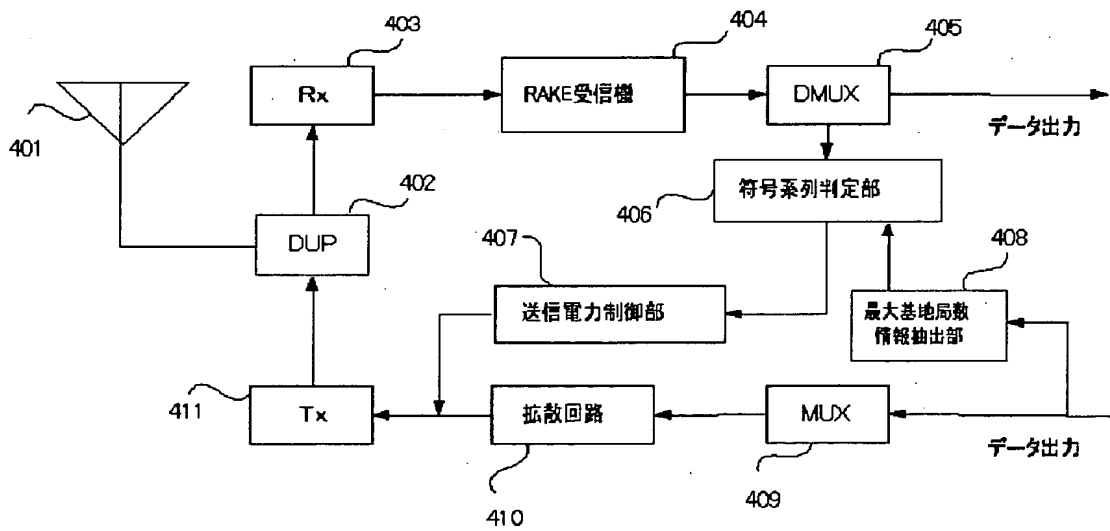 403
404
405
Rx
RAKE受信機
DMUX
データ出力
401
402
406
符号系列判定部
DUP
407
408
送信電力制御部
最大基地局数
情報抽出部
411
Tx
拡散回路
MUX
データ出力
409
410